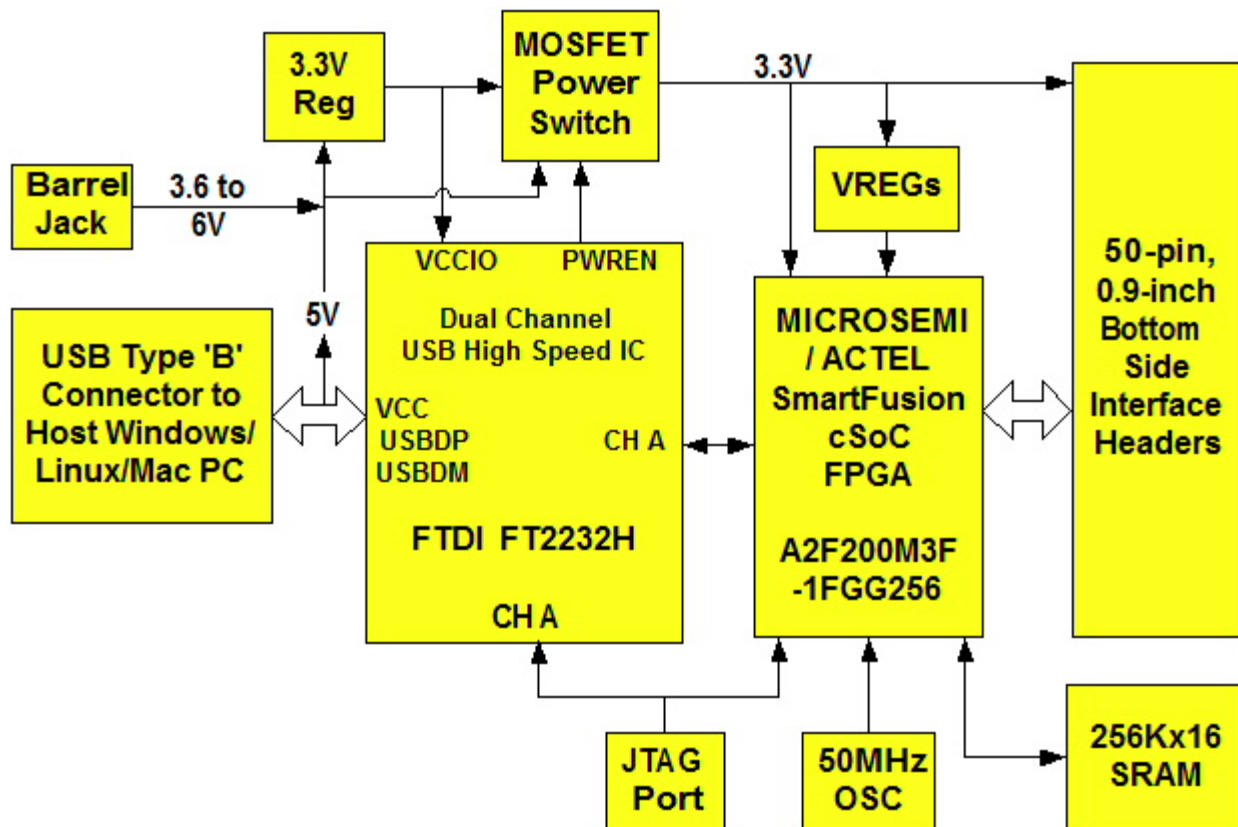 3.3V
Reg
MOSFET
Power
Switch
3.3V
Barrel
Jack
3.6 to
6V
VREGs
5V
USB Type 'B'
Connector to
Host Windows/
Linux/Mac PC
VCCIO
PWREN
Dual Channel
USB High Speed IC
VCC
USBDP
USBDM
CH A
FTDI FT2232H
CH A
MICROSEMI
/ ACTEL
SmartFusion
cSoC
FPGA
A2F200M3F
-1FGG256
50-pin,
0.9-inch
Bottom
Side
Interface
Headers
JTAG
Port
50MHz
OSC
256Kx16
SRAM